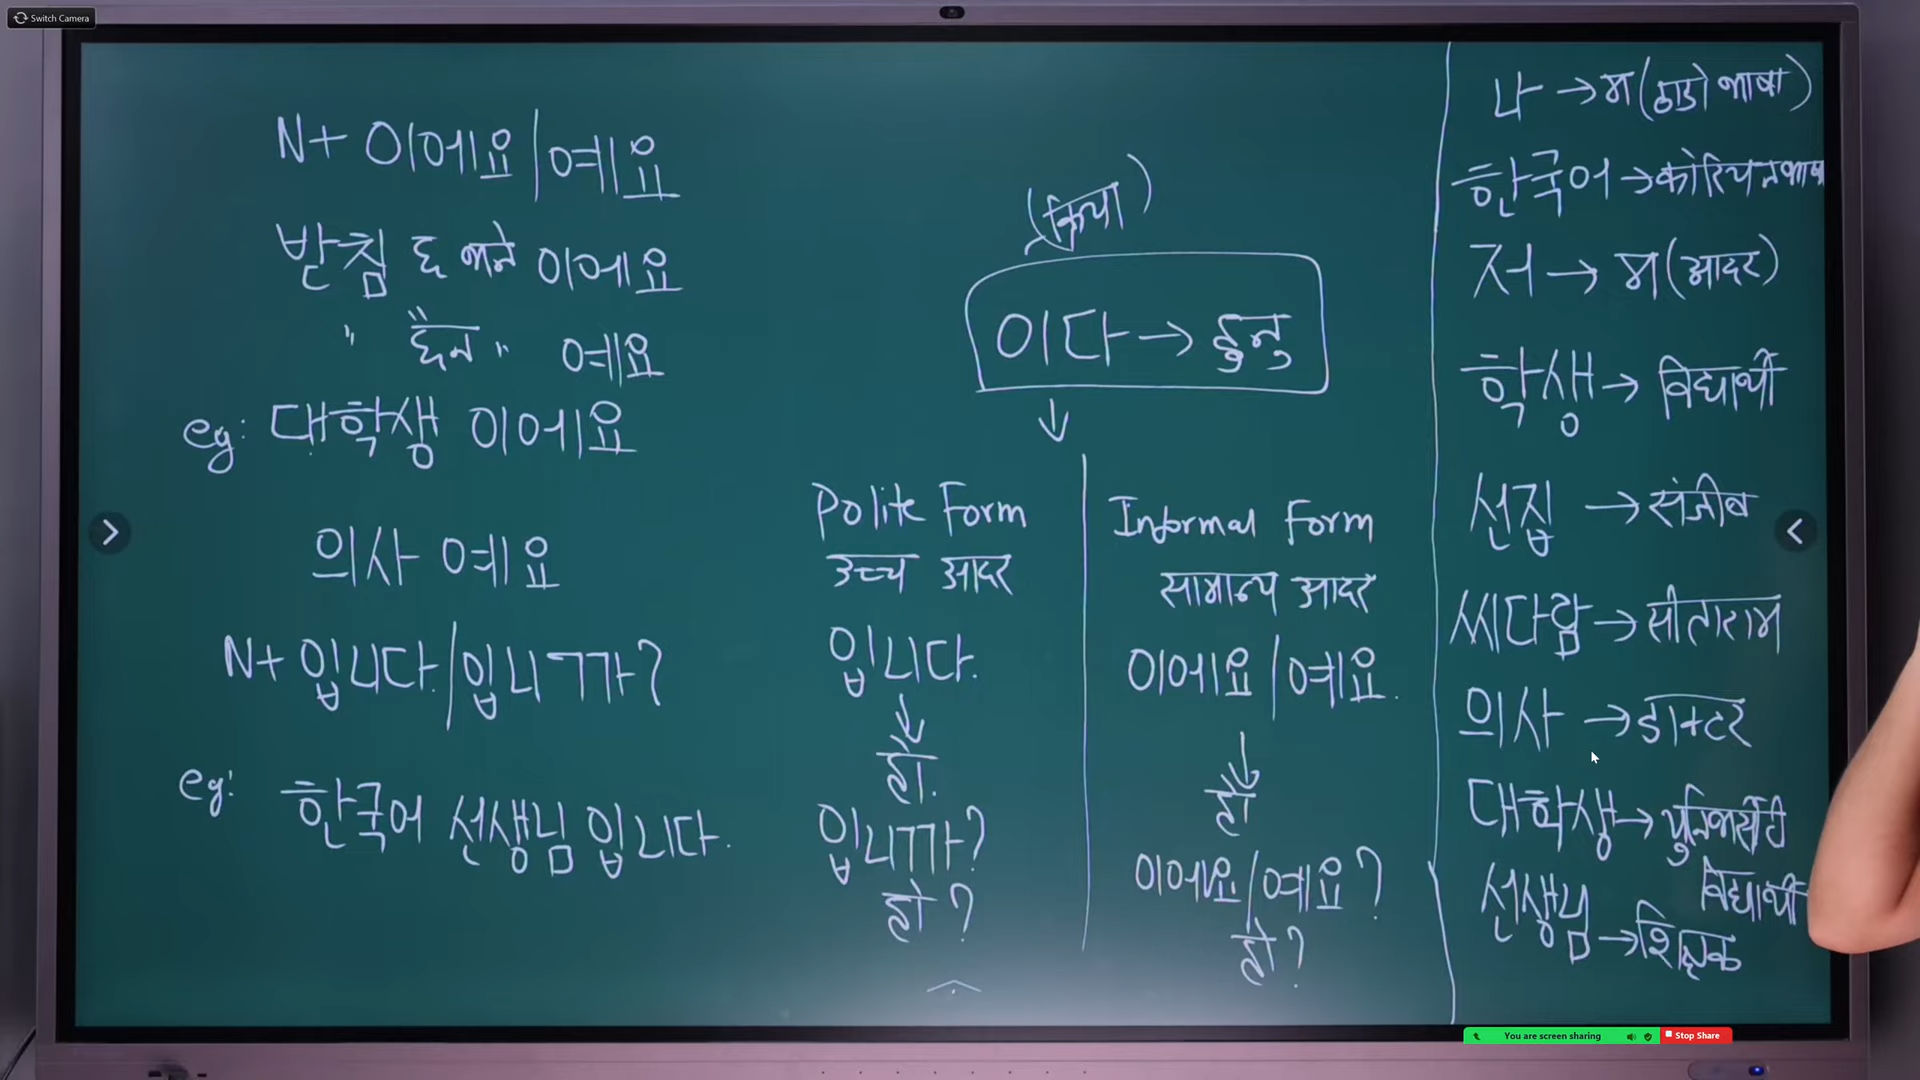 Switch Camera
N+ 이에요/예요
받침 छ भने 이에요
" छैन " 예요
eg: 대학생 이에요
의사 예요
N+ 입니다./입니까?
eg: 한국어 선생님 입니다.
(क्रिया)
이다 → हुनु
↓
Polite Form
उच्च आदर
입니다.
↓
हो.
입니까?
हो ?
Informal Form
सामान्य आदर
이에요/예요.
↓
हो
이에요/예요?
हो?
나 → म (ठाडो भाषा)
한국어 → कोरियन भाषा
저 → म (आदर)
학생 → विद्यार्थी
선집 → संजीव
씨다람 → सीताराम
의사 → डाक्टर
대학생 → युनिभर्सिटी
विद्यार्थी
선생님 → शिक्षक
You are screen sharing
Stop Share